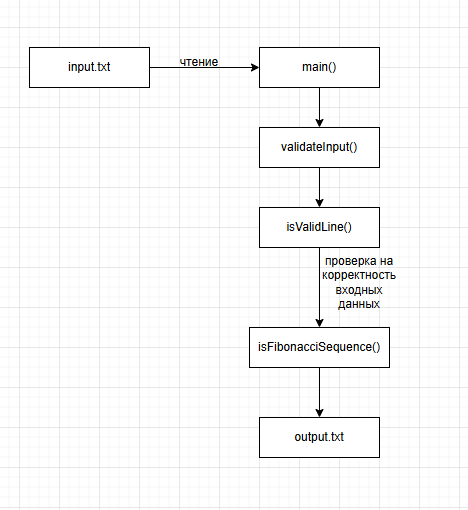 input.txt
чтение
main()
validateInput()
isValidLine()
проверка на
корректность
входных
данных
isFibonacciSequence()
output.txt